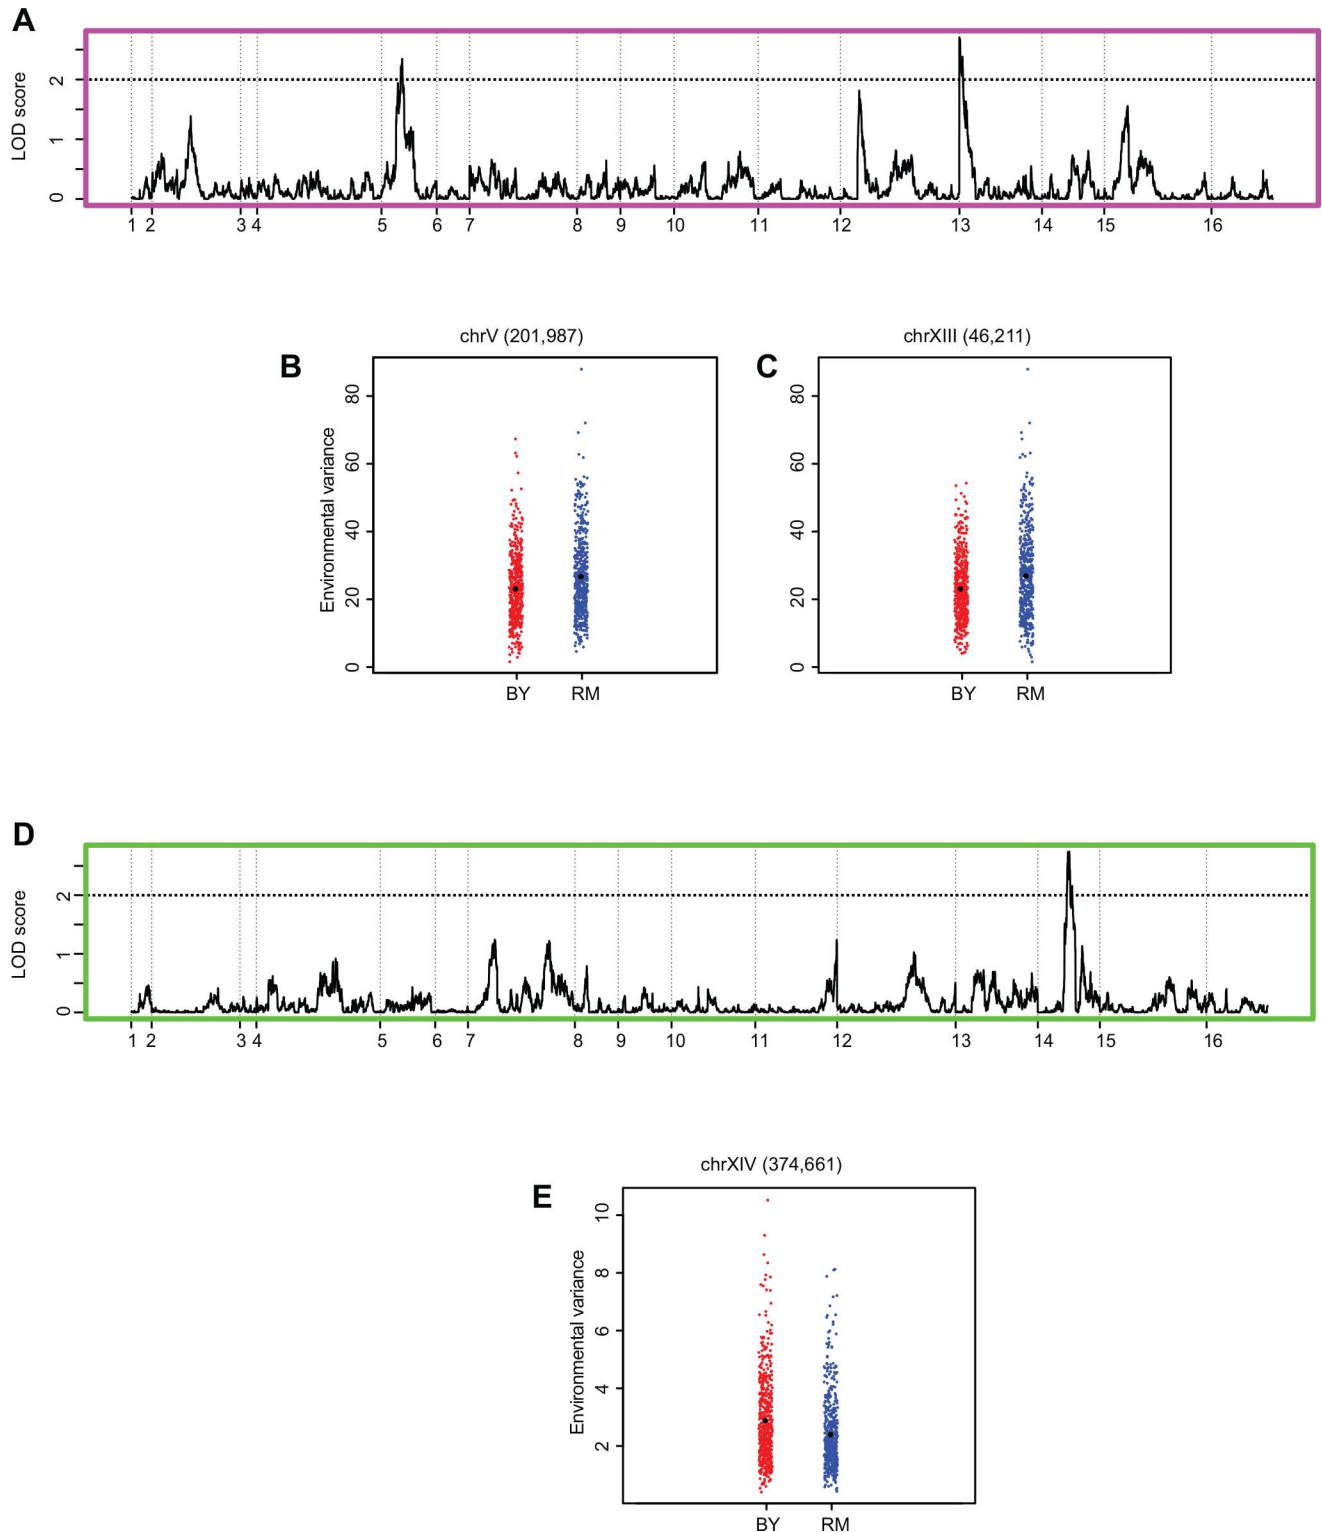 A
LOD score
2
1
0
1 2 3 4 5 6 7 8 9 10 11 12 13 14 15 16
chrV (201,987)
B
Environmental variance
80
60
40
20
0
BY RM
chrXIII (46,211)
C
80
60
40
20
0
BY RM
D
LOD score
2
1
0
1 2 3 4 5 6 7 8 9 10 11 12 13 14 15 16
chrXIV (374,661)
E
Environmental variance
10
8
6
4
2
BY RM